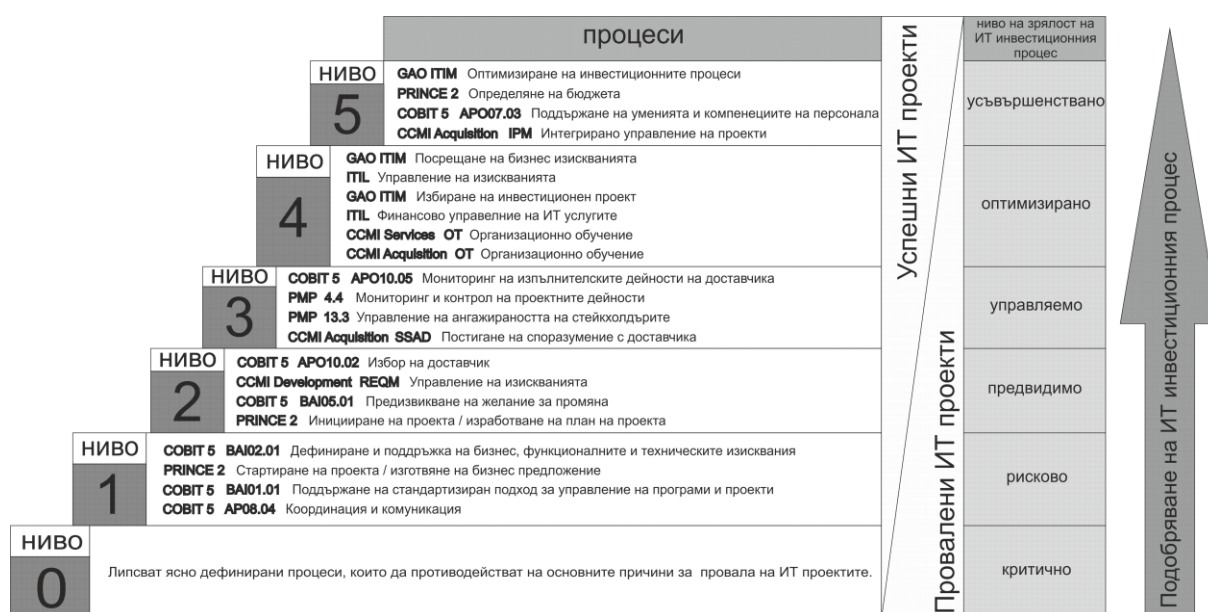 процеси
ниво на зрялост на
ИТ инвестиционния
процес
НИВО
5
GAO ITIM Оптимизиране на инвестиционните процеси
PRINCE 2 Определяне на бюджета
COBIT 5 APO07.03 Поддържане на уменията и компенециите на персонала
CCMI Acquisition IPM Интегрирано управление на проекти
усъвършенствано
НИВО
4
GAO ITIM Посрещане на бизнес изискванията
ITIL Управление на изискванията
GAO ITIM Избиране на инвестиционен проект
ITIL Финансово управелние на ИТ услугите
CCMI Services OT Организационно обучение
CCMI Acquisition OT Организационно обучение
оптимизирано
НИВО
3
COBIT 5 APO10.05 Мониторинг на изпълнителските дейности на доставчика
PMP 4.4 Мониторинг и контрол на проектните дейности
PMP 13.3 Управление на ангажираността на стейкхолдърите
CCMI Acquisition SSAD Постигане на споразумение с доставчика
управляемо
НИВО
2
COBIT 5 APO10.02 Избор на доставчик
CCMI Development REQM Управление на изискванията
COBIT 5 BAI05.01 Предизвикване на желание за промяна
PRINCE 2 Иницииране на проекта / изработване на план на проекта
предвидимо
НИВО
1
COBIT 5 BAI02.01 Дефиниране и поддръжка на бизнес, функционалните и техническите изисквания
PRINCE 2 Стартиране на проекта / изготвяне на бизнес предложение
COBIT 5 BAI01.01 Поддържане на стандартизиран подход за управление на програми и проекти
COBIT 5 AP08.04 Координация и комуникация
рисково
НИВО
0
Липсват ясно дефинирани процеси, които да противодействат на основните причини за провала на ИТ проектите.
критично
Успешни ИТ проекти
Провалени ИТ проекти
Подобряване на ИТ инвестиционния процес